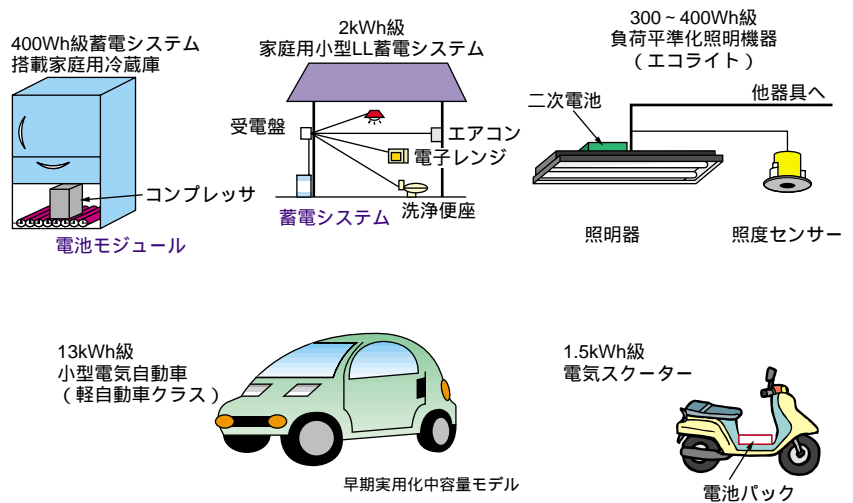 400Wh級蓄電システム
搭載家庭用冷蔵庫
コンプレッサ
電池モジュール
2kWh級
家庭用小型LL蓄電システム
受電盤
エアコン
電子レンジ
洗浄便座
蓄電システム
300~400Wh級
負荷平準化照明機器
(エコライト)
二次電池
他器具へ
照明器
照度センサー
13kWh級
小型電気自動車
(軽自動車クラス)
早期実用化中容量モデル
1.5kWh級
電気スクーター
電池パック